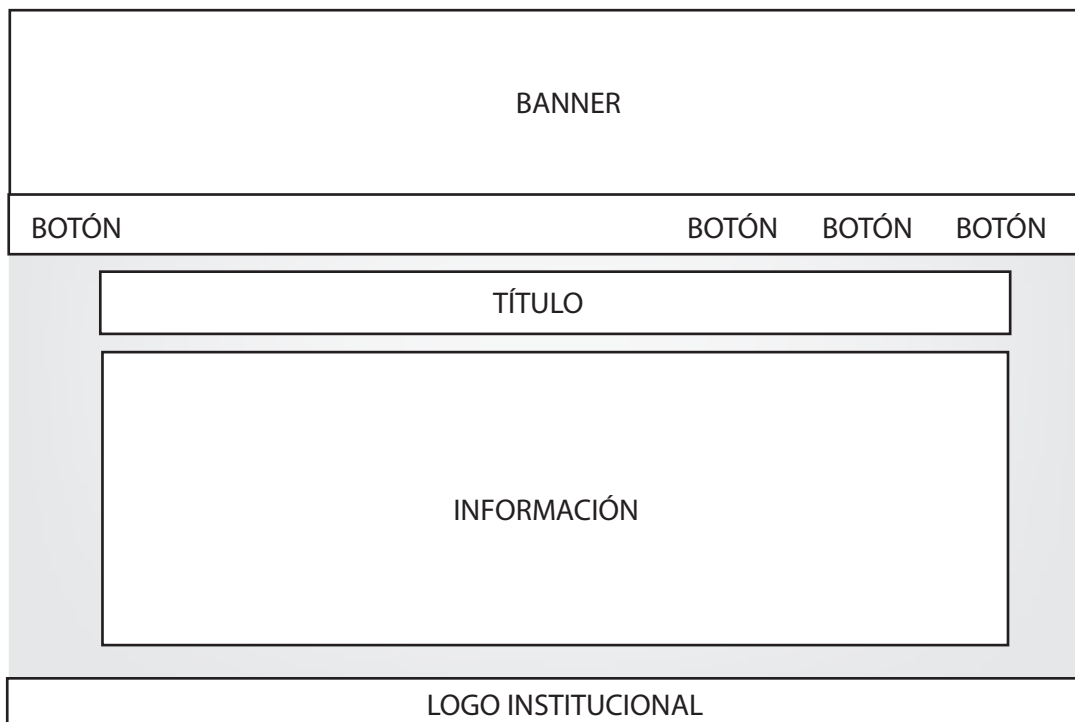 BANNER
BOTÓN BOTÓN BOTÓN BOTÓN
TÍTULO
INFORMACIÓN
LOGO INSTITUCIONAL